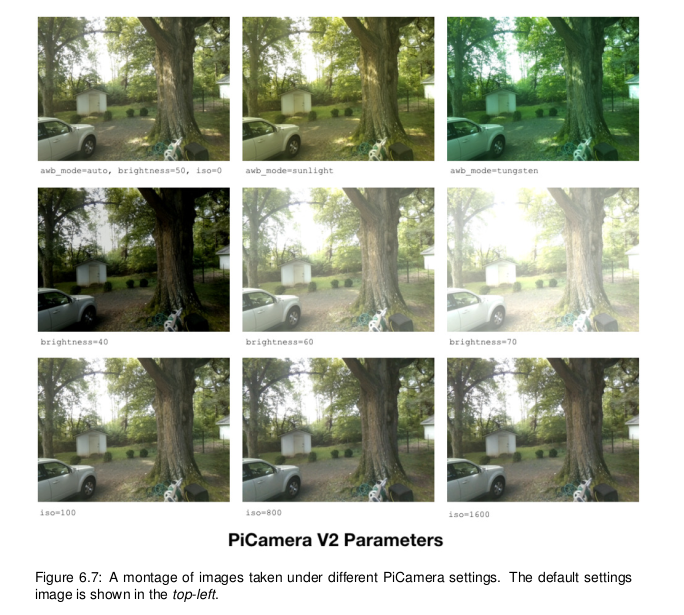 awb_mode=auto, brightness=50, iso=0
awb_mode=sunlight
awb_mode=tungsten
brightness=40
brightness=60
brightness=70
iso=100
iso=800
iso=1600
PiCamera V2 Parameters
Figure 6.7: A montage of images taken under different PiCamera settings. The default settings
image is shown in the top-left.